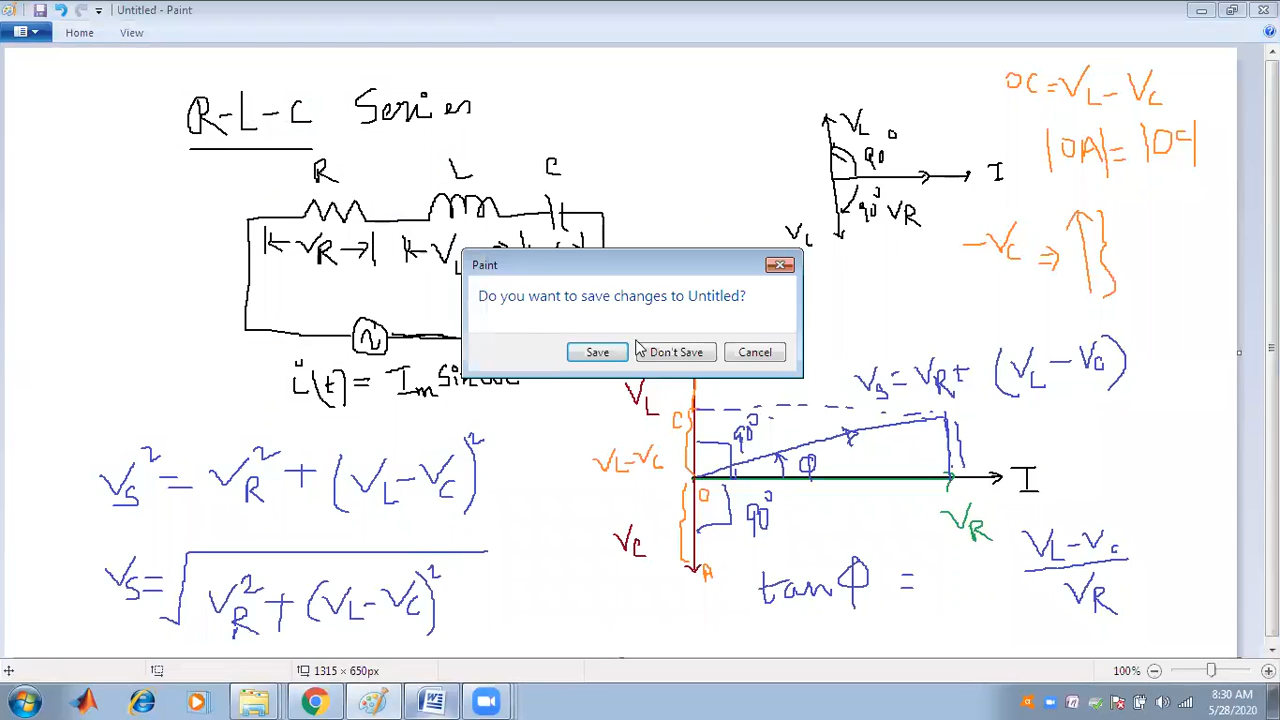 Untitled - Paint
Home View
R-L-C Series
R L C
VR
V
i(t) = Im Sin
VL 90°
I
90° VR
VC
OC = VL - VC
|OA| = |OC|
-VC ⇒
Paint
Do you want to save changes to Untitled?
Save Don't Save Cancel
VL
C
90°
VL-VC
φ
O
90°
I
VR
VC
A
VS = VR + (VL - VC)
VS² = VR² + (VL-VC)²
VS = √VR² + (VL-VC)²
tanφ = VL-VC
VR
1315 × 650px
100%
8:30 AM
5/28/2020